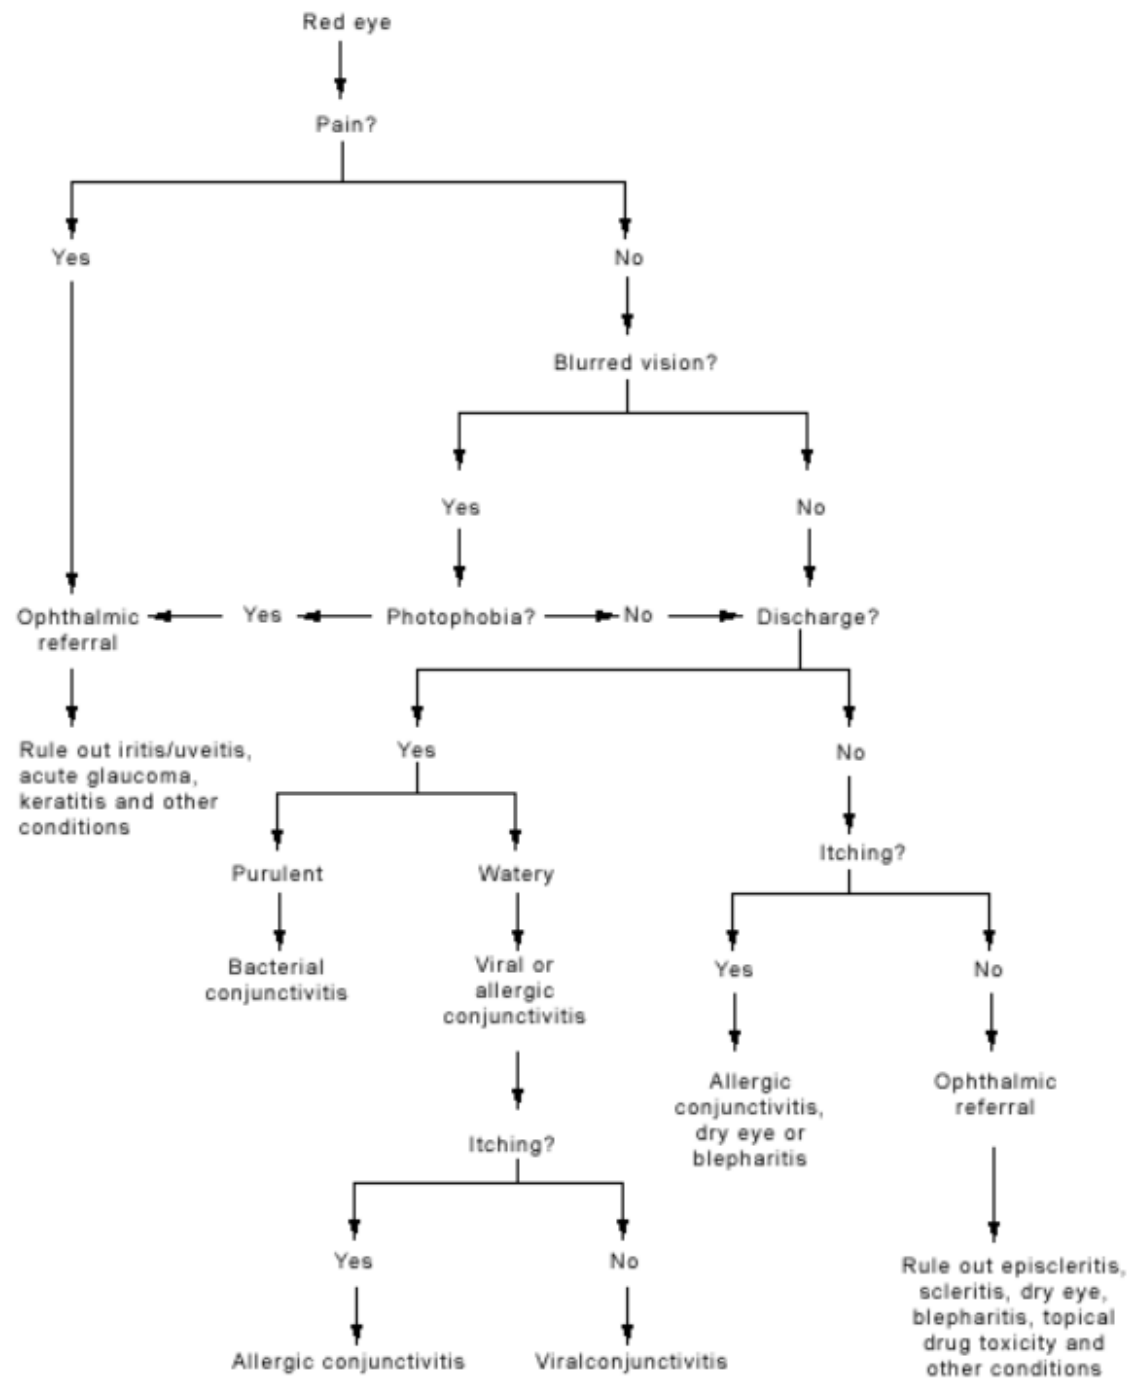 Red eye
Pain?
Yes
No
Blurred vision?
Yes
No
Ophthalmic
referral
Yes
Photophobia?
No
Discharge?
Rule out iritis/uveitis,
acute glaucoma,
keratitis and other
conditions
Yes
No
Purulent
Watery
Itching?
Bacterial
conjunctivitis
Viral or
allergic
conjunctivitis
Yes
No
Allergic
conjunctivitis,
dry eye or
blepharitis
Ophthalmic
referral
Itching?
Yes
No
Rule out episcleritis,
scleritis, dry eye,
blepharitis, topical
drug toxicity and
other conditions
Allergic conjunctivitis
Viralconjunctivitis